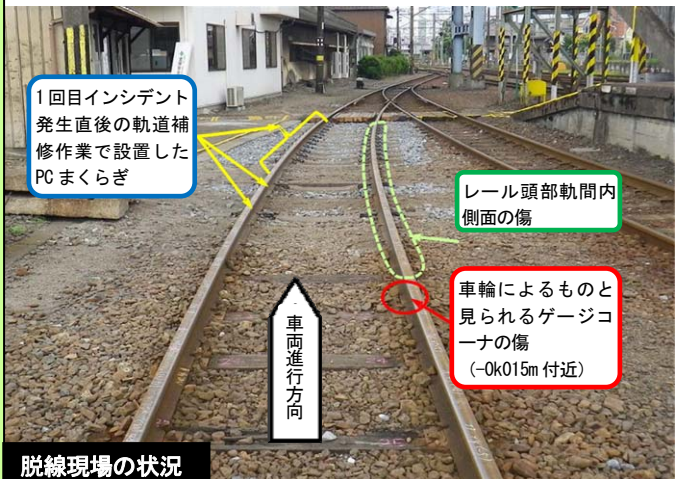 1回目インシデント
発生直後の軌道補
修作業で設置した
PCまくらぎ
レール頭部軌間内
側面の傷
車輪によるものと
見られるゲージコ
ーナの傷
(-0k015m付近)
車両進行方向
脱線現場の状況